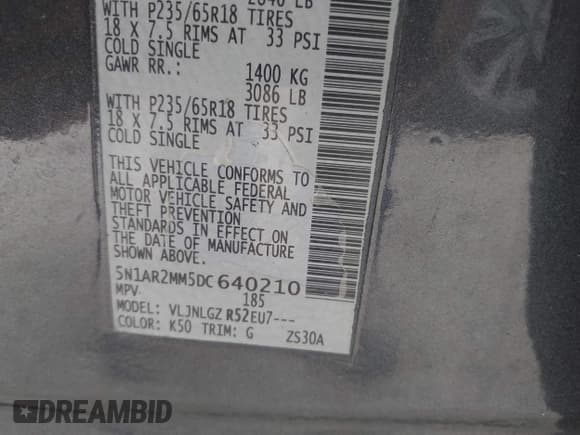 LB
WITH P235/65R18 TIRES
18 X 7.5 RIMS AT 33 PSI
COLD SINGLE
GAWR RR.: 1400 KG
3086 LB
WITH P235/65R18 TIRES
18 X 7.5 RIMS AT 33 PSI
COLD SINGLE
THIS VEHICLE CONFORMS TO
ALL APPLICABLE FEDERAL
MOTOR VEHICLE SAFETY AND
THEFT PREVENTION
STANDARDS IN EFFECT ON
THE DATE OF MANUFACTURE
SHOWN ABOVE.
5N1AR2MM5DC640210
MPV 185
MODEL: VLJNLGZ R52EU7---
COLOR: K50 TRIM: G ZS30A
DREAMBID